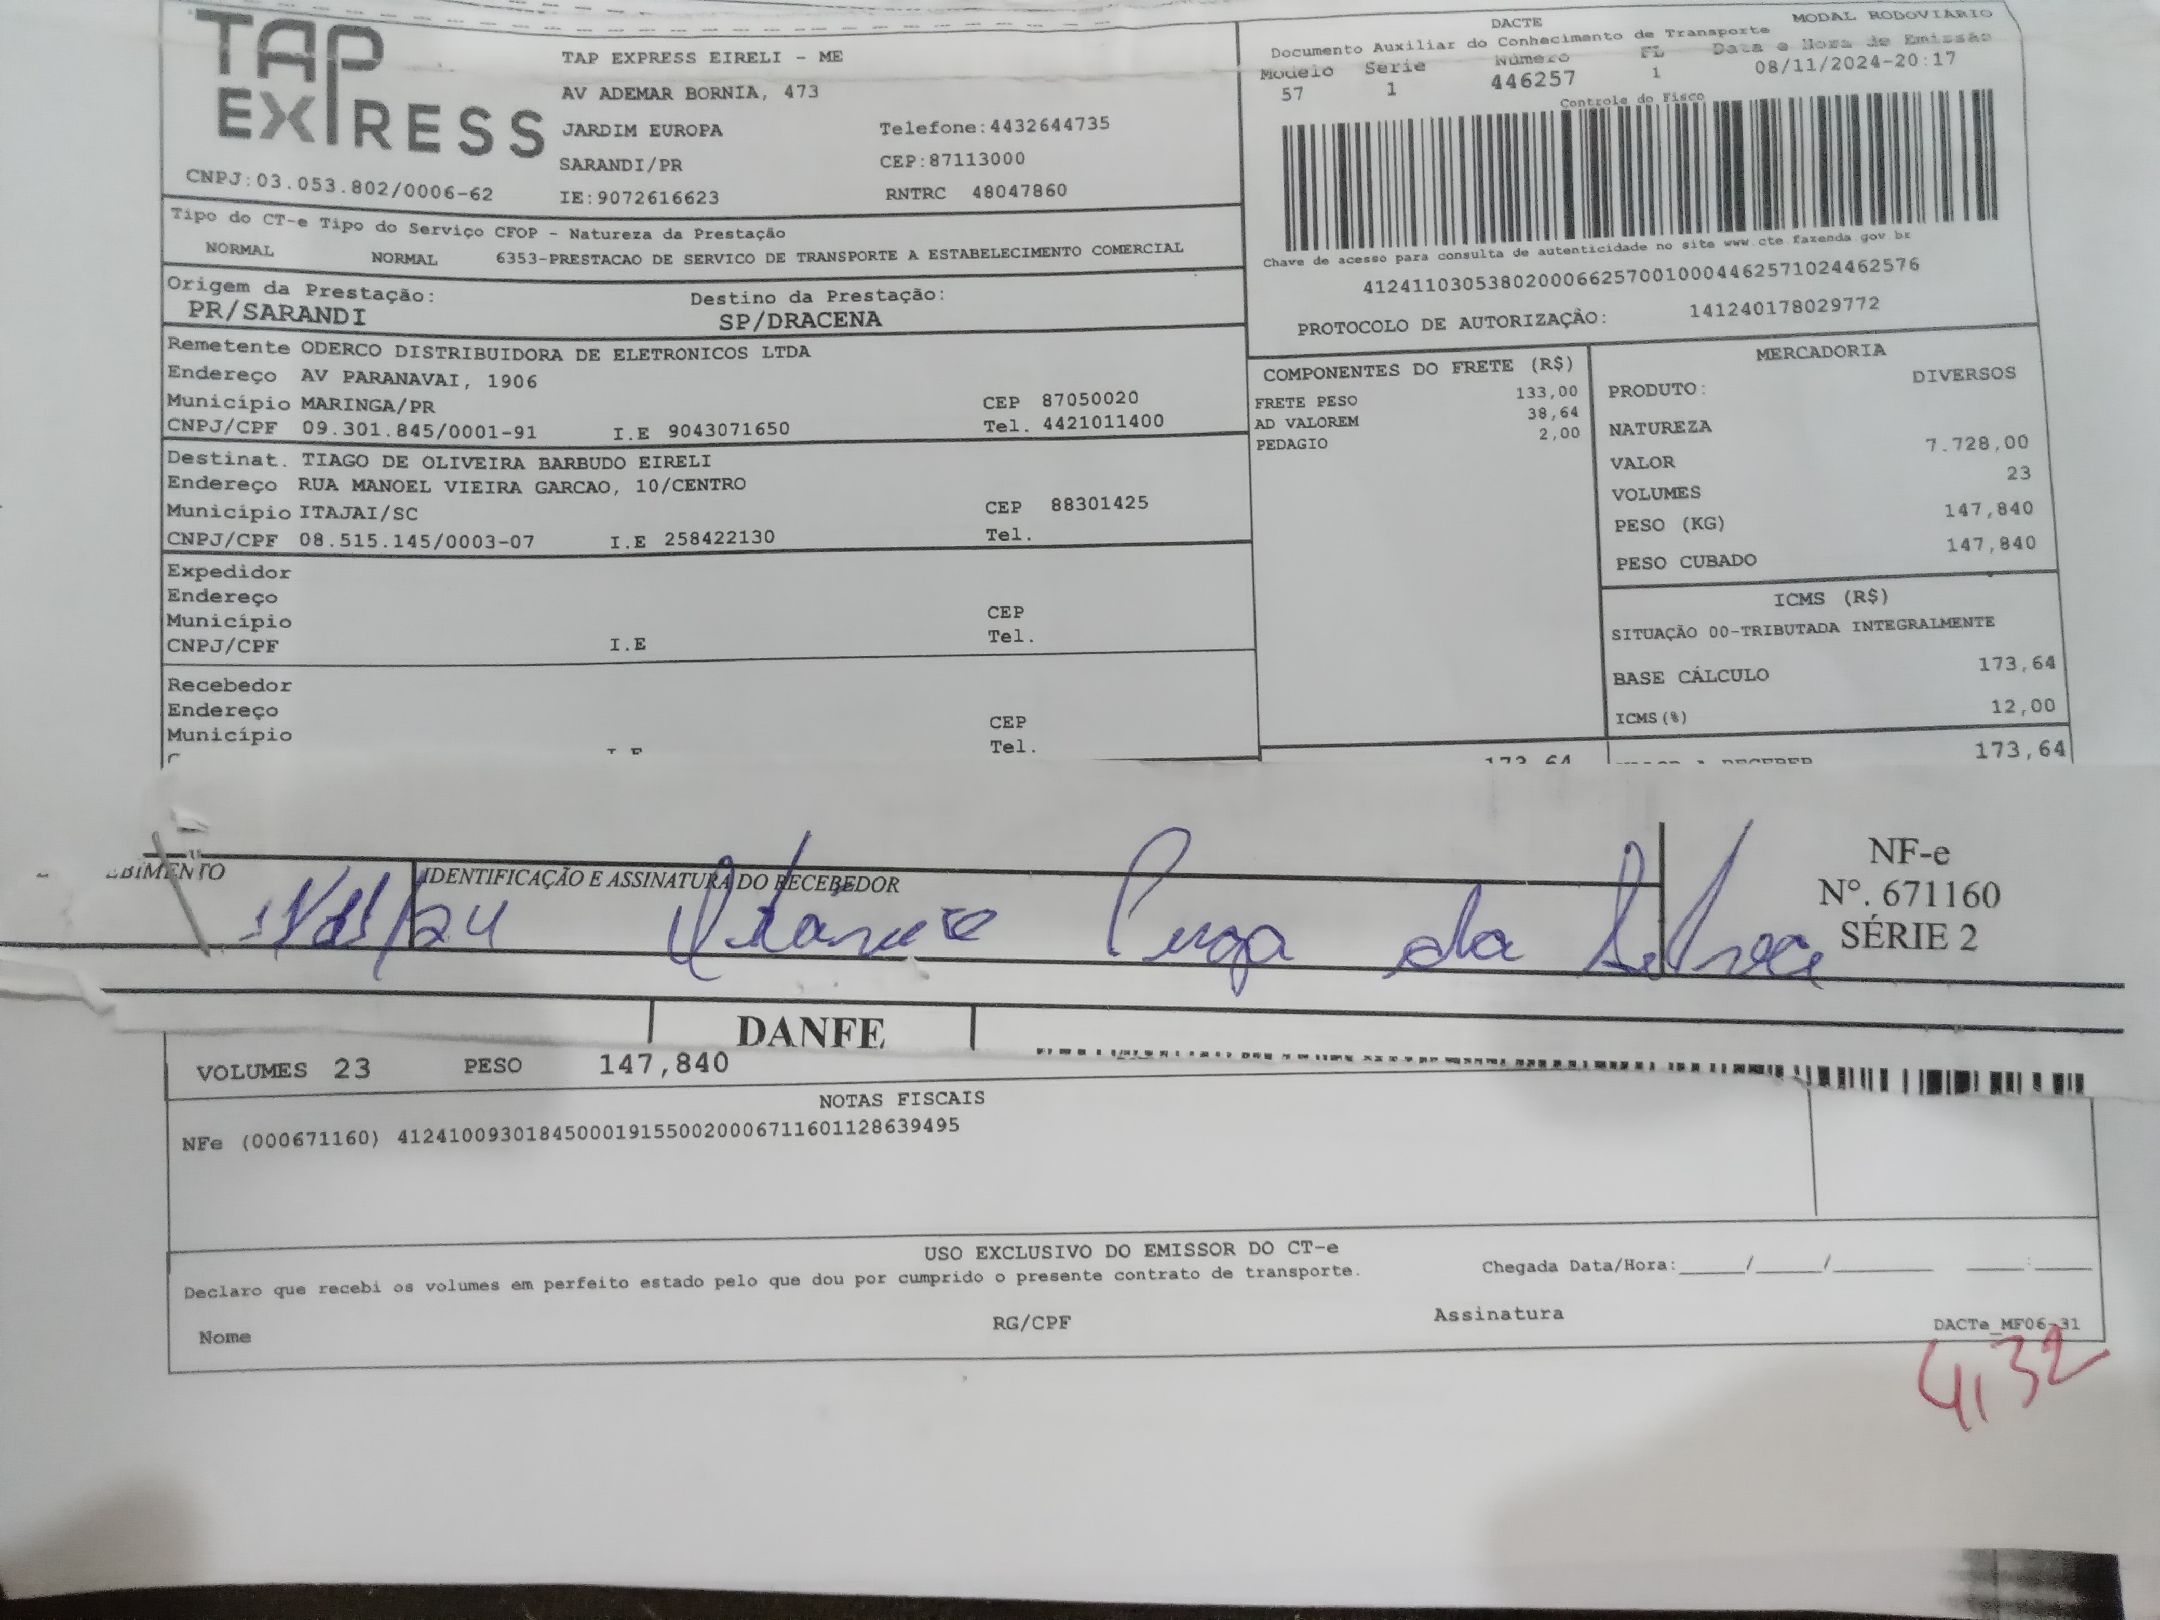 TAP
EXPRESS
CNPJ:03.053.802/0006-62
TAP EXPRESS EIRELI - ME
AV ADEMAR BORNIA, 473
JARDIM EUROPA Telefone:4432644735
SARANDI/PR CEP:87113000
IE:9072616623 RNTRC 48047860
DACTE MODAL RODOVIÁRIO
Documento Auxiliar do Conhecimento de Transporte
Modelo Serie Número FL Data e Hora de Emissão
57 1 446257 1 08/11/2024-20:17
Controle do Fisco
Chave de acesso para consulta de autenticidade no site www.cte.fazenda.gov.br
41241103053802000662570010004462571024462576
PROTOCOLO DE AUTORIZAÇÃO: 141240178029772
Tipo do CT-e Tipo do Serviço CFOP - Natureza da Prestação
NORMAL NORMAL 6353-PRESTACAO DE SERVICO DE TRANSPORTE A ESTABELECIMENTO COMERCIAL
Origem da Prestação: Destino da Prestação:
PR/SARANDI SP/DRACENA
Remetente ODERCO DISTRIBUIDORA DE ELETRONICOS LTDA
Endereço AV PARANAVAI, 1906
Município MARINGA/PR CEP 87050020
CNPJ/CPF 09.301.845/0001-91 I.E 9043071650 Tel. 4421011400
Destinat. TIAGO DE OLIVEIRA BARBUDO EIRELI
Endereço RUA MANOEL VIEIRA GARCAO, 10/CENTRO
Município ITAJAI/SC CEP 88301425
CNPJ/CPF 08.515.145/0003-07 I.E 258422130 Tel.
Expedidor
Endereço
Município CEP
CNPJ/CPF I.E Tel.
Recebedor
Endereço
Município CEP
Tel.
COMPONENTES DO FRETE (R$)
FRETE PESO 133,00
AD VALOREM 38,64
PEDAGIO 2,00
173,64
MERCADORIA
PRODUTO: DIVERSOS
NATUREZA
VALOR 7.728,00
VOLUMES 23
PESO (KG) 147,840
PESO CUBADO 147,840
ICMS (R$)
SITUAÇÃO 00-TRIBUTADA INTEGRALMENTE
BASE CÁLCULO 173,64
ICMS(%) 12,00
173,64
IDENTIFICAÇÃO E ASSINATURA DO RECEBEDOR
da
NF-e
Nº. 671160
SÉRIE 2
DANFE
VOLUMES 23 PESO 147,840
NOTAS FISCAIS
NFe (000671160) 41241009301845000191550020006711601128639495
USO EXCLUSIVO DO EMISSOR DO CT-e
Declaro que recebi os volumes em perfeito estado pelo que dou por cumprido o presente contrato de transporte. Chegada Data/Hora:_____/_____/________ ____:____
Nome RG/CPF Assinatura
DACTe_MF06-31
4,32